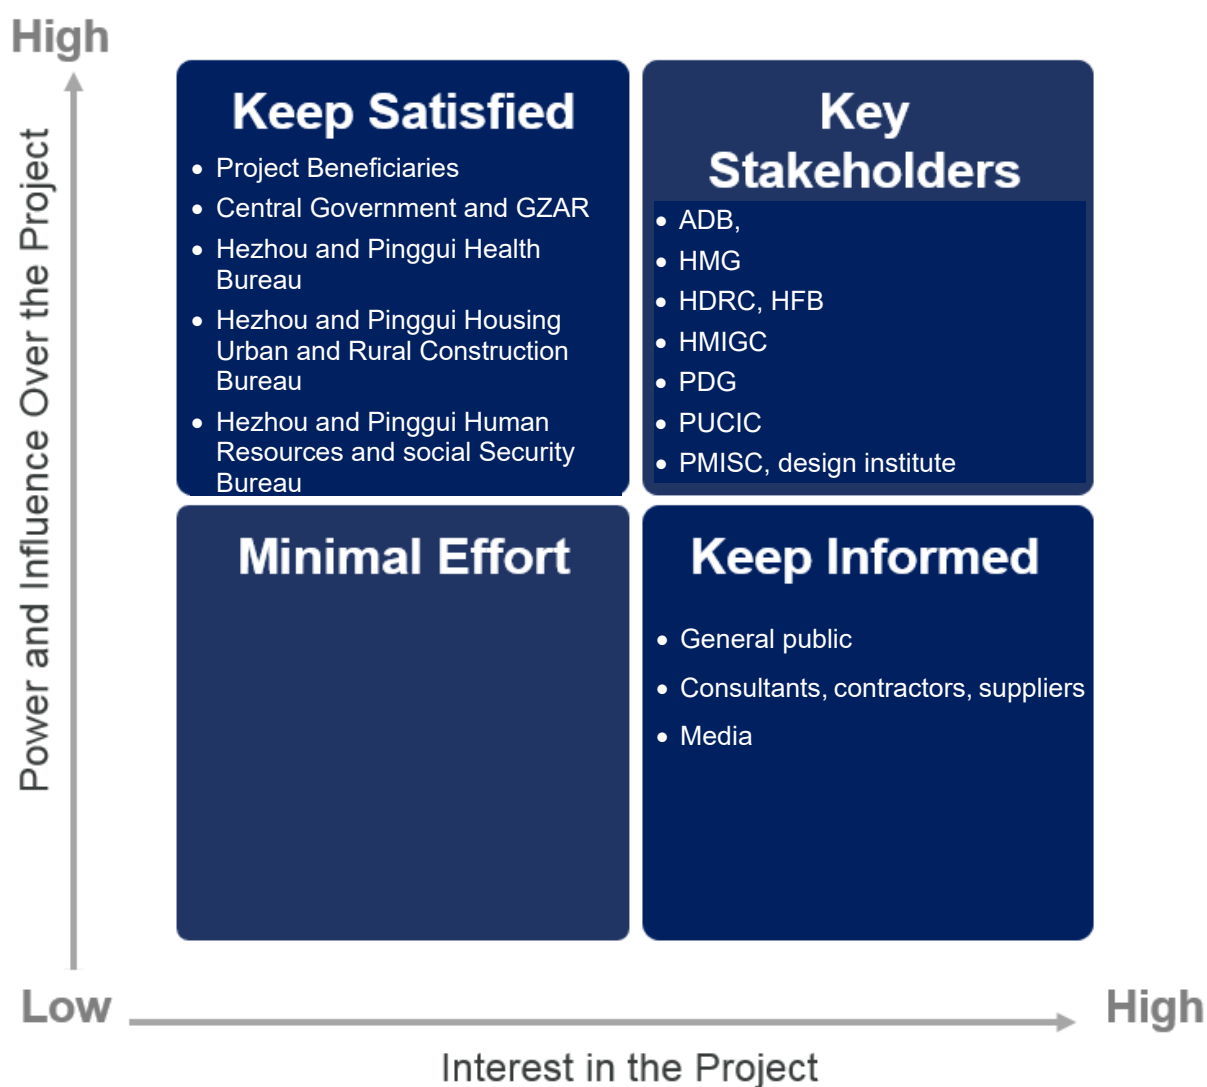 High
Power and Influence Over the Project
Keep Satisfied
• Project Beneficiaries
• Central Government and GZAR
• Hezhou and Pinggui Health
Bureau
• Hezhou and Pinggui Housing
Urban and Rural Construction
Bureau
• Hezhou and Pinggui Human
Resources and social Security
Bureau
Key
Stakeholders
• ADB,
• HMG
• HDRC, HFB
• HMIGC
• PDG
• PUCIC
• PMISC, design institute
Minimal Effort
Keep Informed
• General public
• Consultants, contractors, suppliers
• Media
Low
High
Interest in the Project